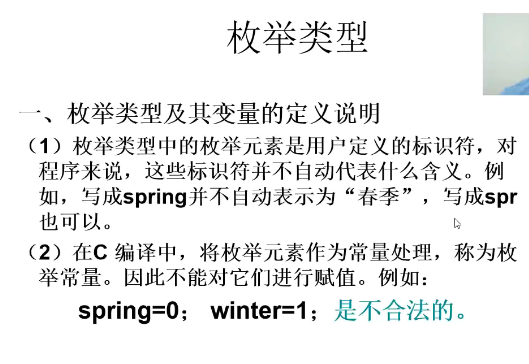 枚举类型
一、枚举类型及其变量的定义说明
（1）枚举类型中的枚举元素是用户定义的标识符，对
程序来说，这些标识符并不自动代表什么含义。例
如，写成spring并不自动表示为“春季”，写成spr
也可以。
（2）在C 编译中，将枚举元素作为常量处理，称为枚
举常量。因此不能对它们进行赋值。例如：
spring=0； winter=1；是不合法的。